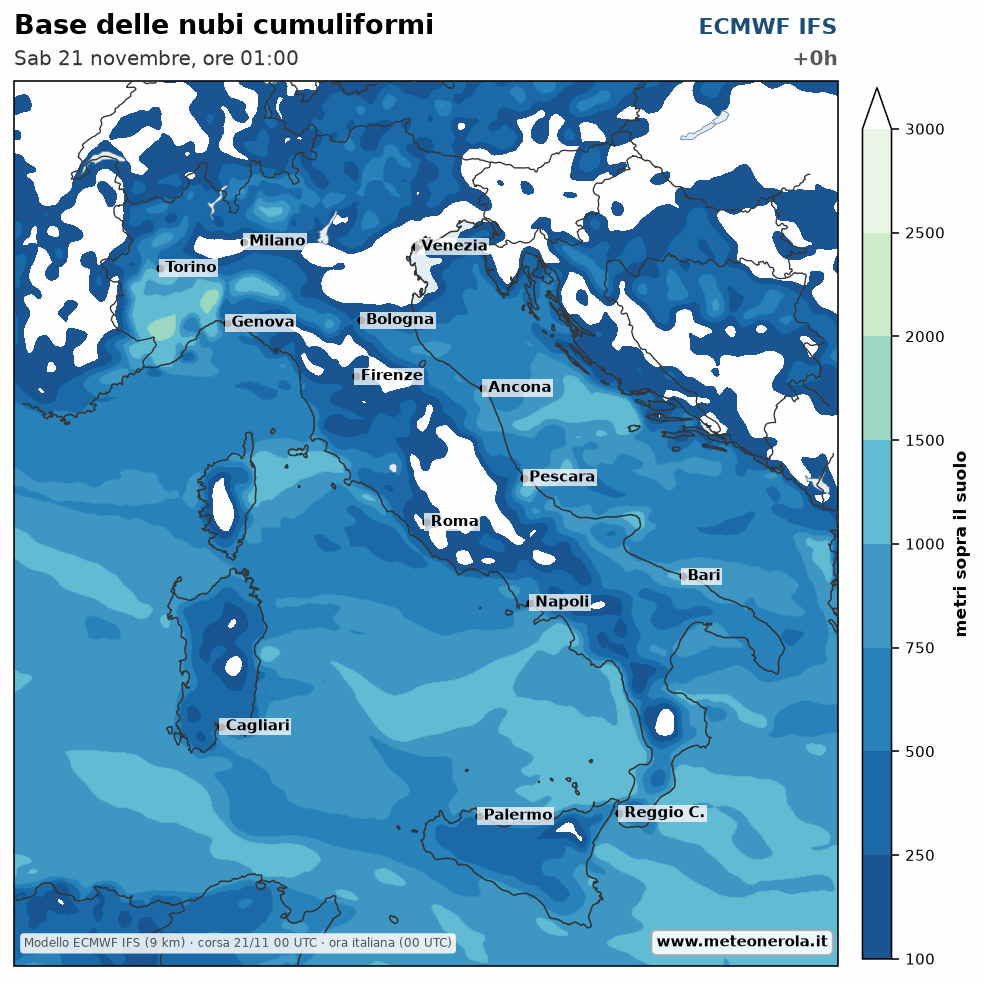 Base delle nubi cumuliformi
ECMWF IFS
Sab 21 novembre, ore 01:00
+0h
3000
2500
2000
1500
1000
750
500
250
100
metri sopra il suolo
Milano
Venezia
Torino
Genova
Bologna
Firenze
Ancona
Pescara
Roma
Bari
Napoli
Cagliari
Palermo
Reggio C.
Modello ECMWF IFS (9 km) · corsa 21/11 00 UTC · ora italiana (00 UTC)
www.meteonerola.it